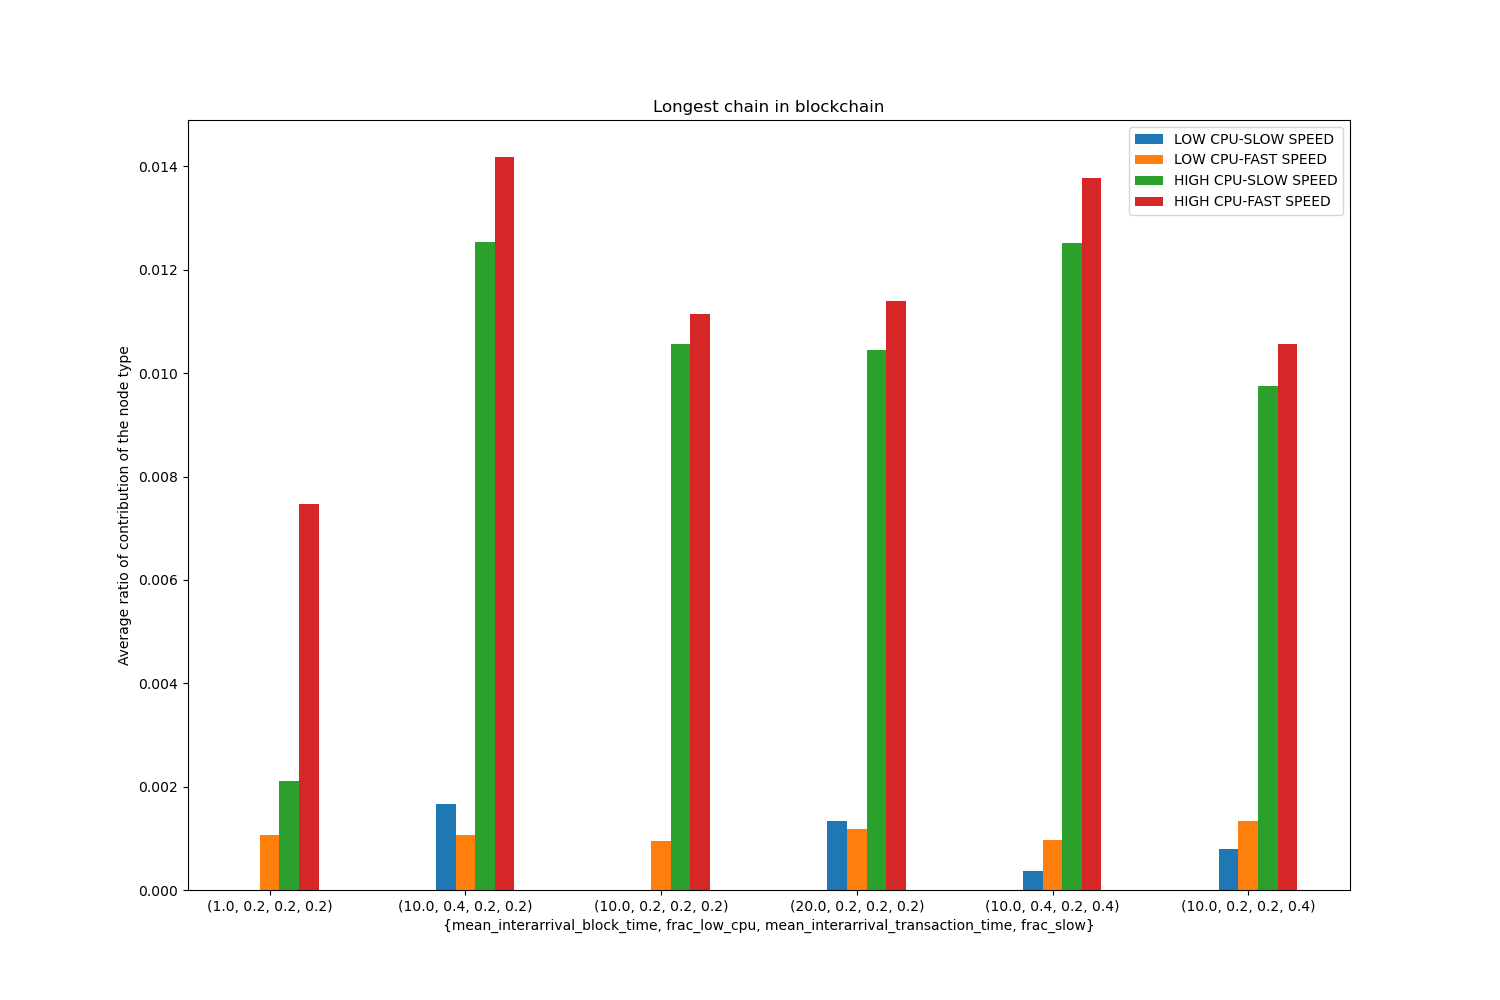 Longest chain in blockchain
LOW CPU-SLOW SPEED
LOW CPU-FAST SPEED
HIGH CPU-SLOW SPEED
HIGH CPU-FAST SPEED
Average ratio of contribution of the node type
0.014
0.012
0.010
0.008
0.006
0.004
0.002
0.000
(1.0, 0.2, 0.2, 0.2)
(10.0, 0.4, 0.2, 0.2)
(10.0, 0.2, 0.2, 0.2)
(20.0, 0.2, 0.2, 0.2)
(10.0, 0.4, 0.2, 0.4)
(10.0, 0.2, 0.2, 0.4)
{mean_interarrival_block_time, frac_low_cpu, mean_interarrival_transaction_time, frac_slow}